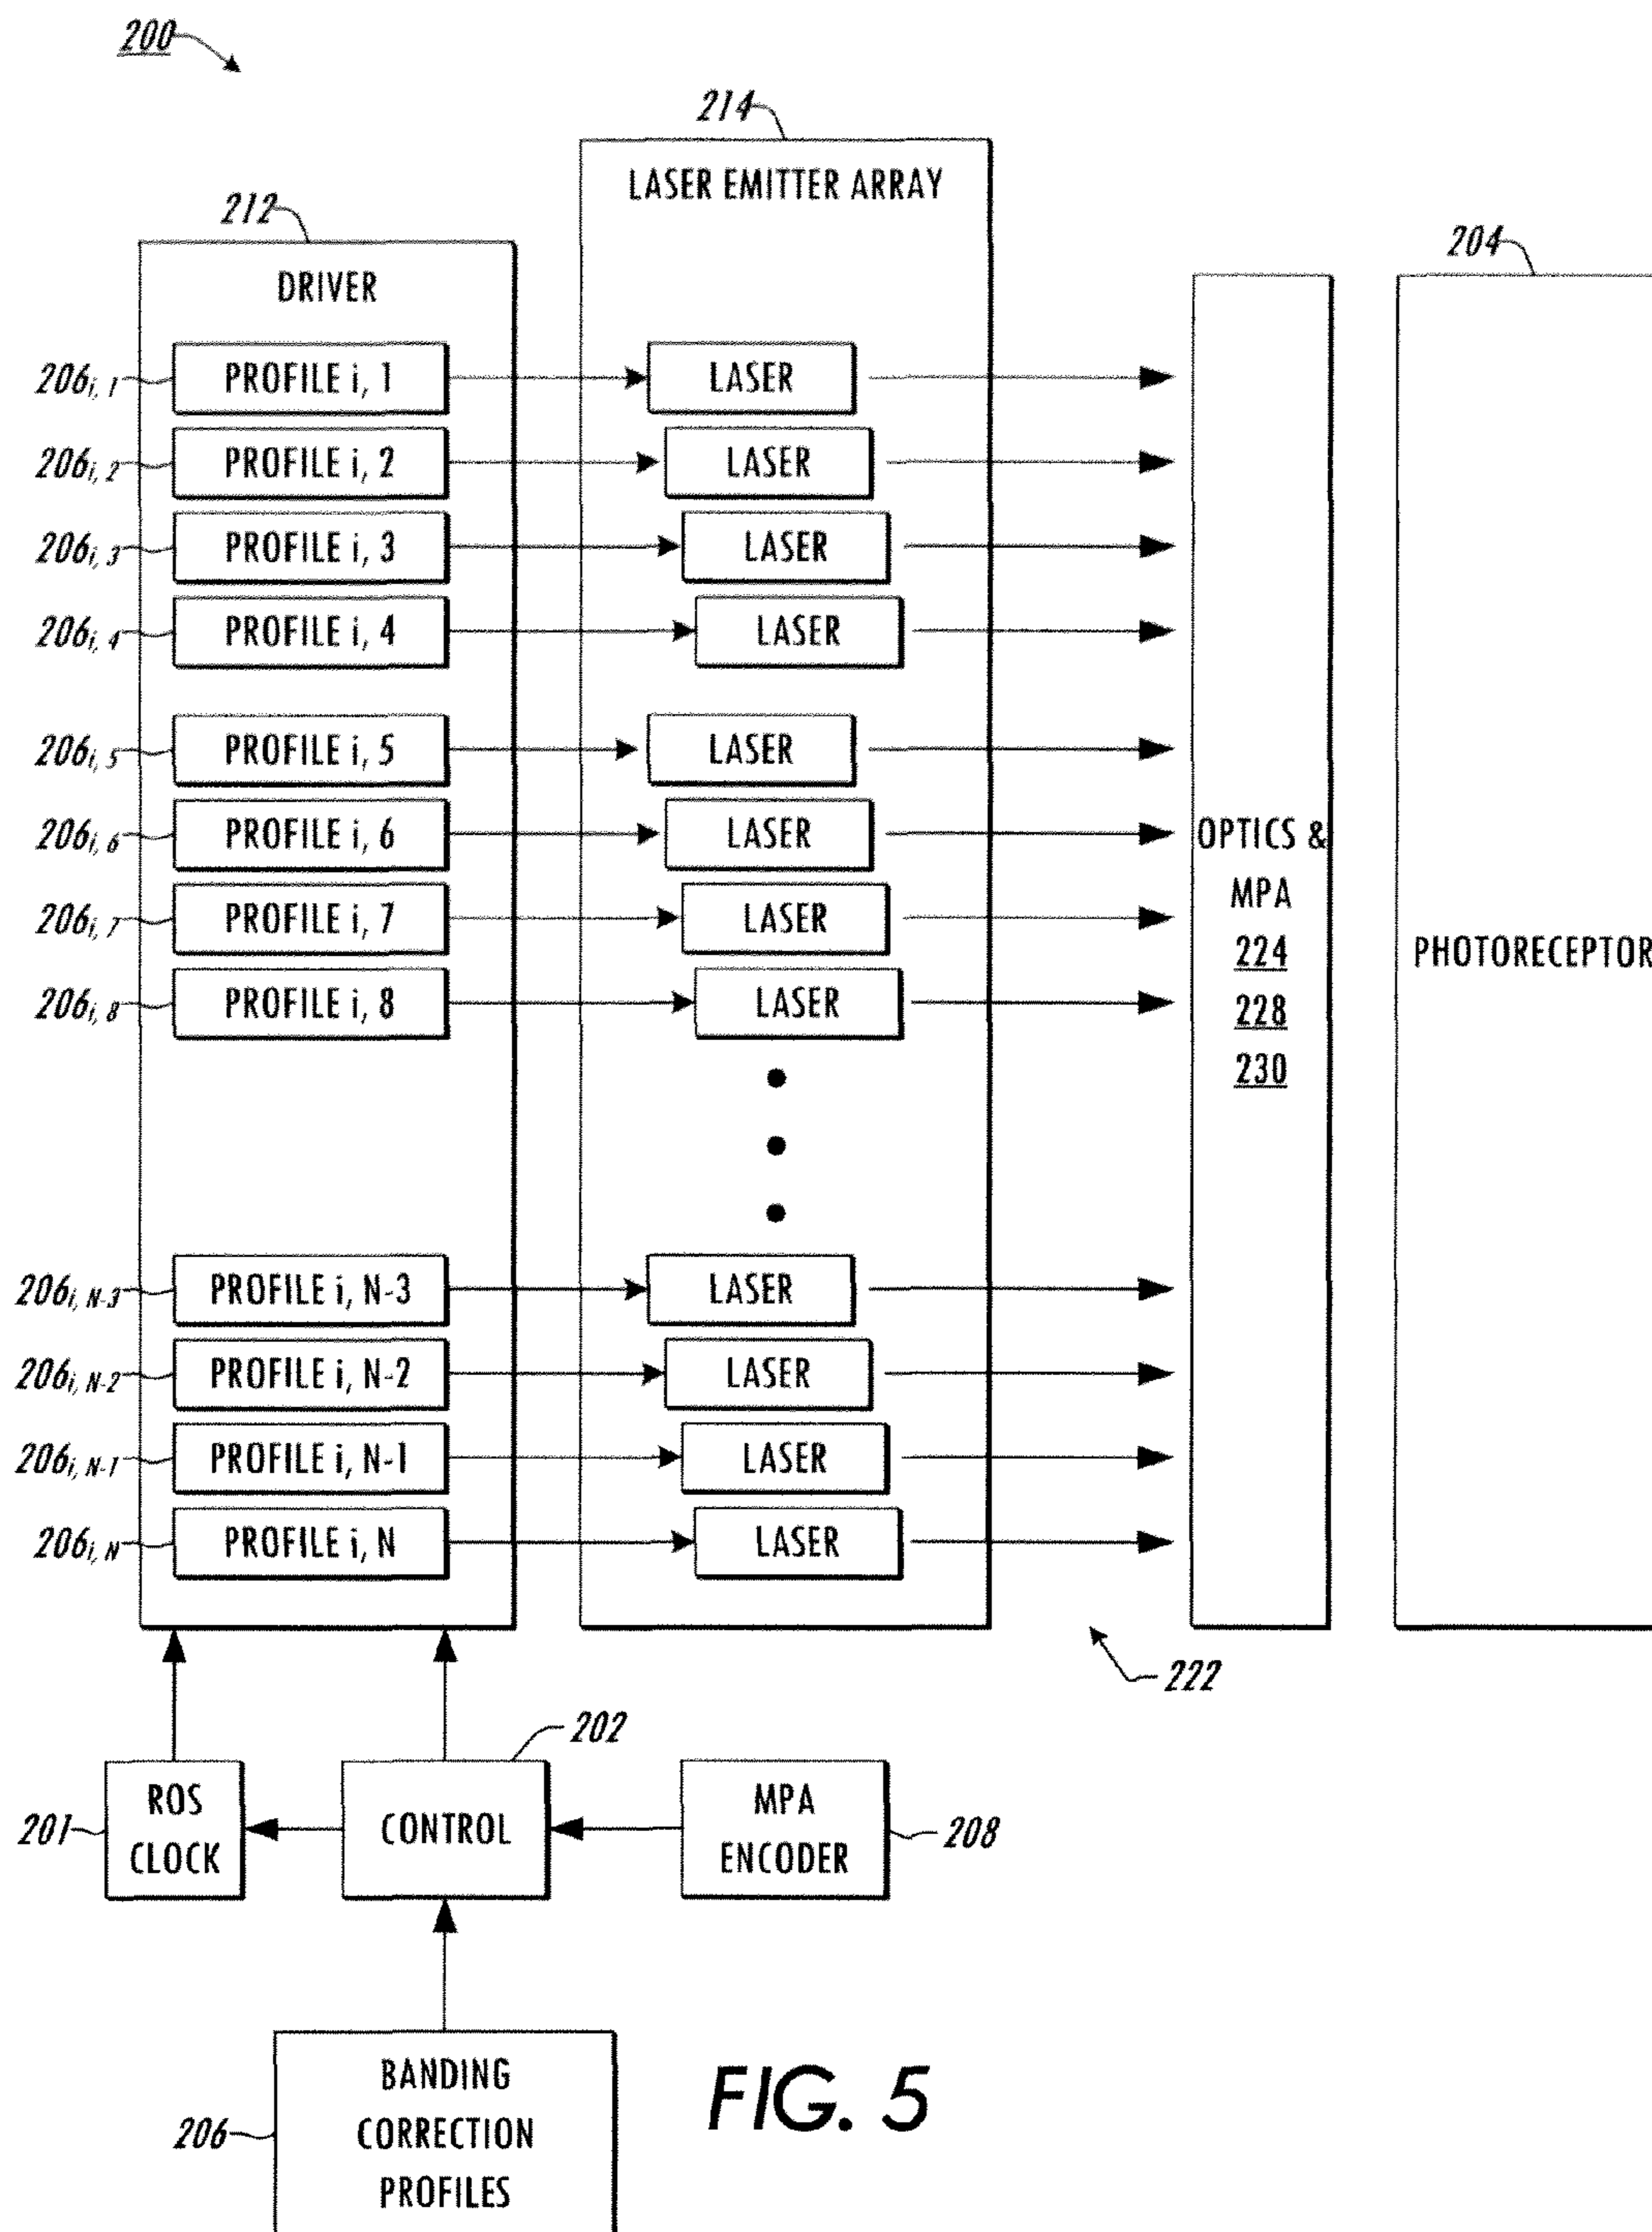 200
214
LASER EMITTER ARRAY
212
DRIVER
204
206i, 1 PROFILE i, 1 LASER
206i, 2 PROFILE i, 2 LASER
206i, 3 PROFILE i, 3 LASER
206i, 4 PROFILE i, 4 LASER
206i, 5 PROFILE i, 5 LASER
206i, 6 PROFILE i, 6 LASER
206i, 7 PROFILE i, 7 LASER
206i, 8 PROFILE i, 8 LASER
OPTICS &
MPA
224
228
230
PHOTORECEPTOR
206i, N-3 PROFILE i, N-3 LASER
206i, N-2 PROFILE i, N-2 LASER
206i, N-1 PROFILE i, N-1 LASER
206i, N PROFILE i, N LASER
222
202
201
ROS
CLOCK
CONTROL
MPA
ENCODER
208
206
BANDING
CORRECTION
PROFILES
FIG. 5